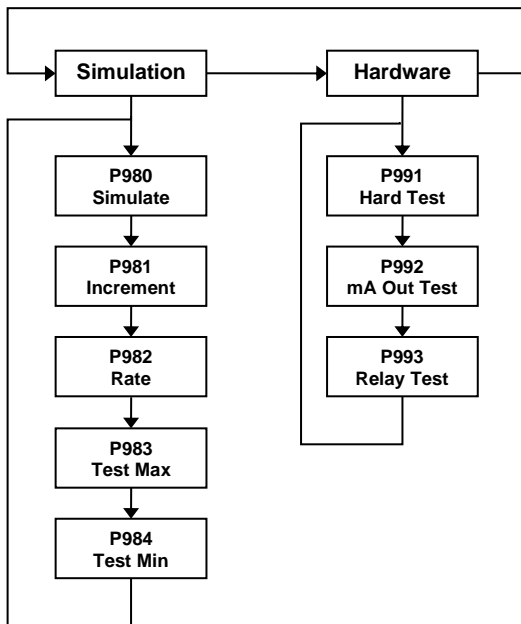 Simulation
Hardware
P980
Simulate
P981
Increment
P982
Rate
P983
Test Max
P984
Test Min
P991
Hard Test
P992
mA Out Test
P993
Relay Test